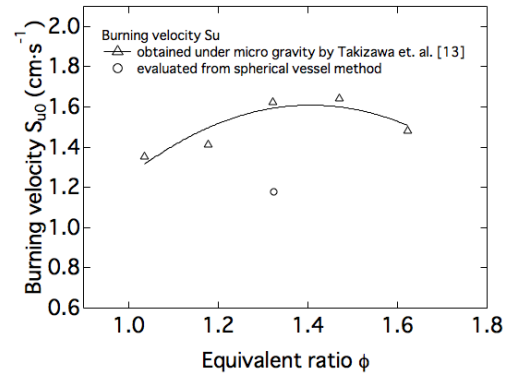 Burning velocity Su
obtained under micro gravity by Takizawa et. al. [13]
evaluated from spherical vessel method
Burning velocity Su0 (cm·s-1)
2.0
1.8
1.6
1.4
1.2
1.0
0.8
0.6
1.0 1.2 1.4 1.6 1.8
Equivalent ratio ϕ